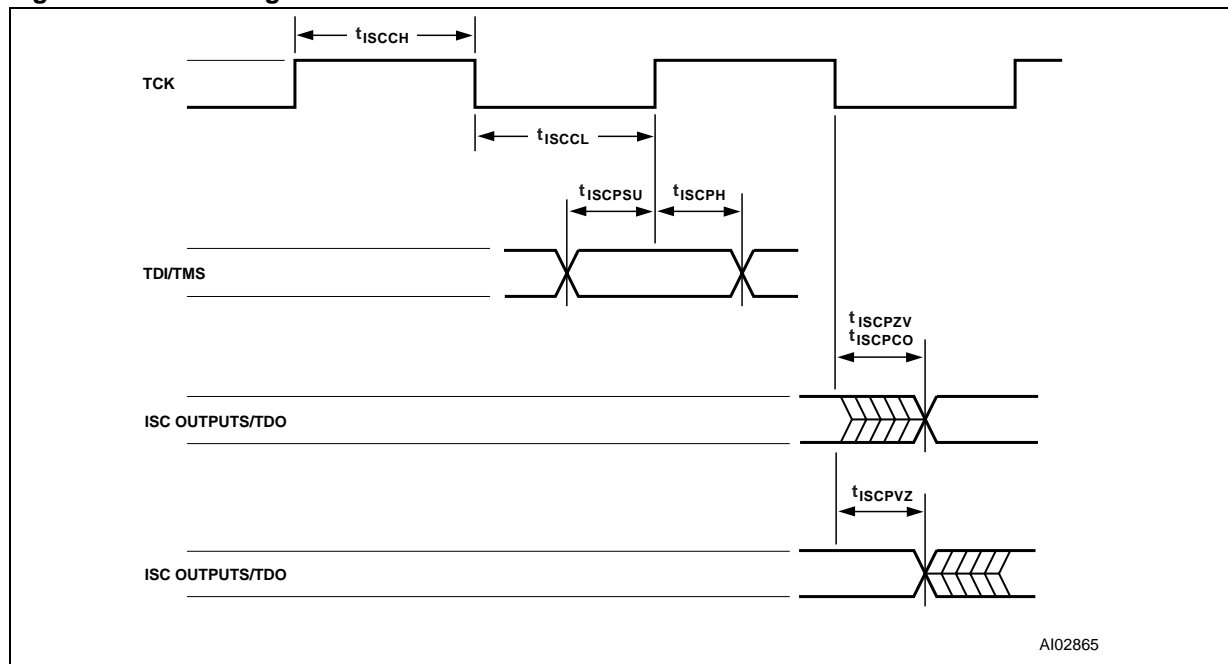 tISCCH
TCK
tISCCL
tISCPSU
tISCPH
TDI/TMS
tISCPZV
tISCPCO
ISC OUTPUTS/TDO
tISCPVZ
ISC OUTPUTS/TDO
AI02865